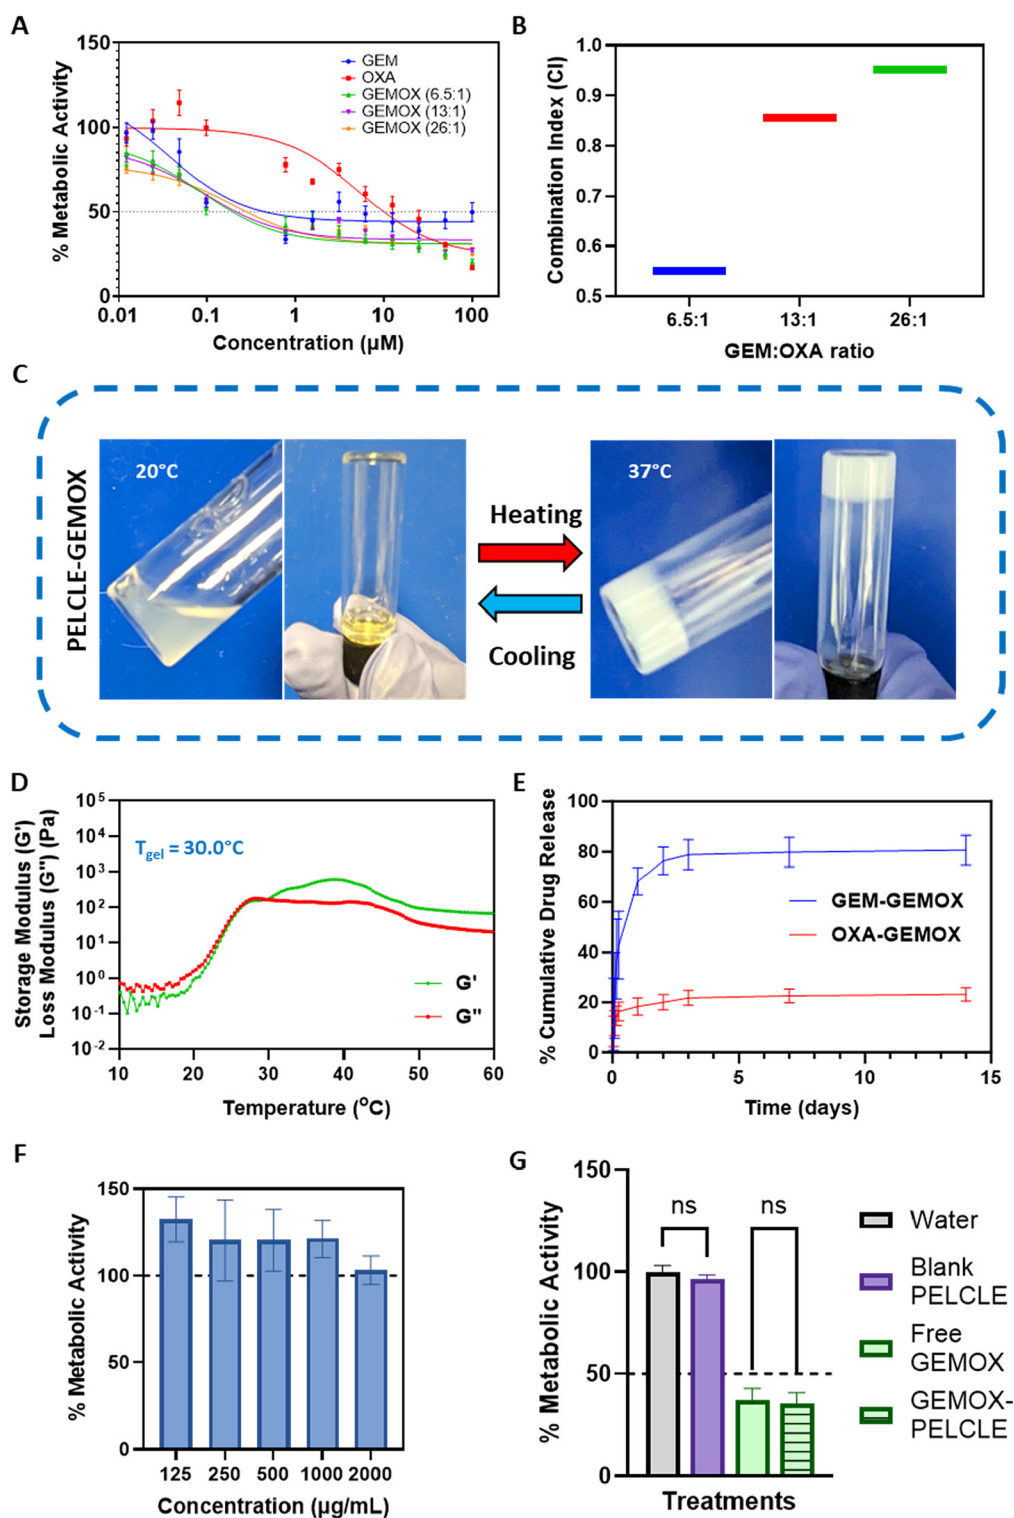 A
% Metabolic Activity
150
100
50
0
0.01
0.1
1
10
100
Concentration (µM)
GEM
OXA
GEMOX (6.5:1)
GEMOX (13:1)
GEMOX (26:1)
B
Combination Index (CI)
1.0
0.9
0.8
0.7
0.6
0.5
6.5:1
13:1
26:1
GEM:OXA ratio
C
PELCLE-GEMOX
20°C
Heating
Cooling
37°C
D
Storage Modulus (G')
Loss Modulus (G") (Pa)
10⁵
10⁴
10³
10²
10¹
10⁰
10⁻¹
10⁻²
Tgel = 30.0°C
G'
G"
10
20
30
40
50
60
Temperature (°C)
E
% Cumulative Drug Release
100
80
60
40
20
0
GEM-GEMOX
OXA-GEMOX
0
5
10
15
Time (days)
F
% Metabolic Activity
150
100
50
0
125
250
500
1000
2000
Concentration (µg/mL)
G
% Metabolic Activity
150
100
50
0
ns
ns
Treatments
Water
Blank
PELCLE
Free
GEMOX
GEMOX-
PELCLE